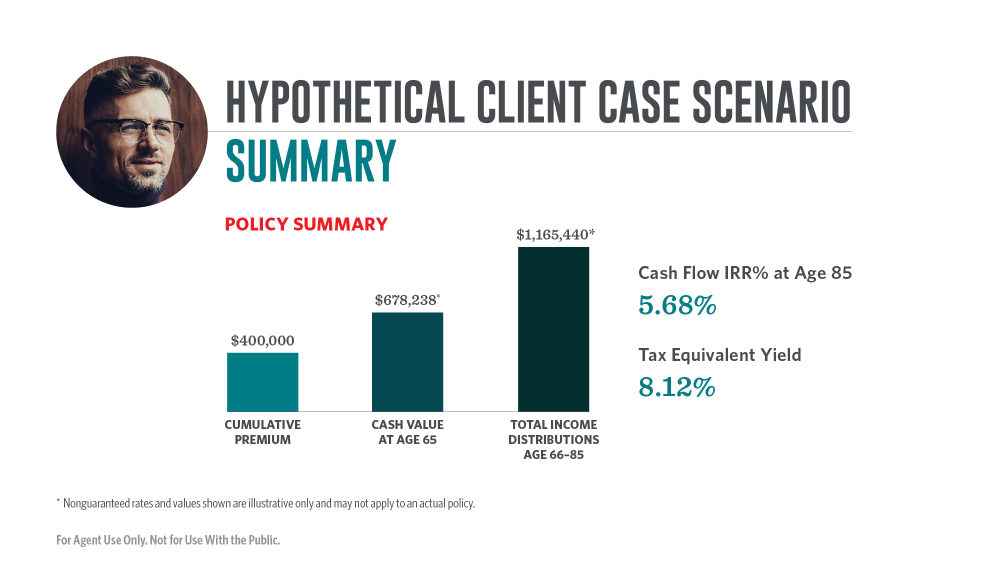 HYPOTHETICAL CLIENT CASE SCENARIO
SUMMARY
POLICY SUMMARY
$400,000
$678,238*
$1,165,440*
CUMULATIVE
PREMIUM
CASH VALUE
AT AGE 65
TOTAL INCOME
DISTRIBUTIONS
AGE 66–85
Cash Flow IRR% at Age 85
5.68%
Tax Equivalent Yield
8.12%
* Nonguaranteed rates and values shown are illustrative only and may not apply to an actual policy.
For Agent Use Only. Not for Use With the Public.